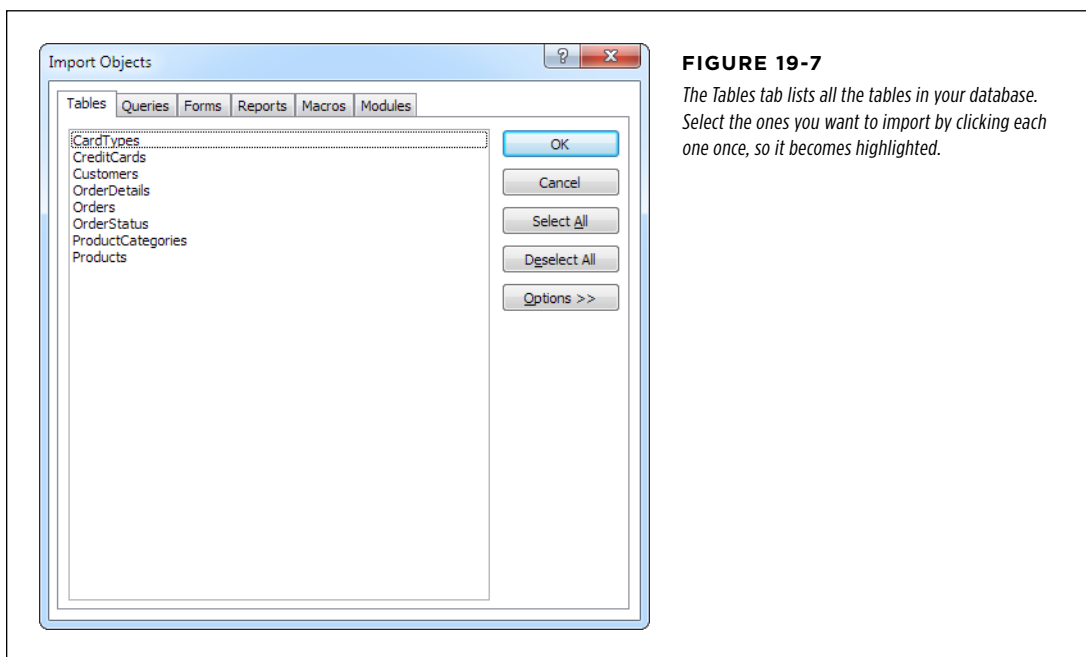 Import Objects
Tables Queries Forms Reports Macros Modules
CardTypes
CreditCards
Customers
OrderDetails
Orders
OrderStatus
ProductCategories
Products
OK
Cancel
Select All
Deselect All
Options >>
FIGURE 19-7
The Tables tab lists all the tables in your database.
Select the ones you want to import by clicking each
one once, so it becomes highlighted.